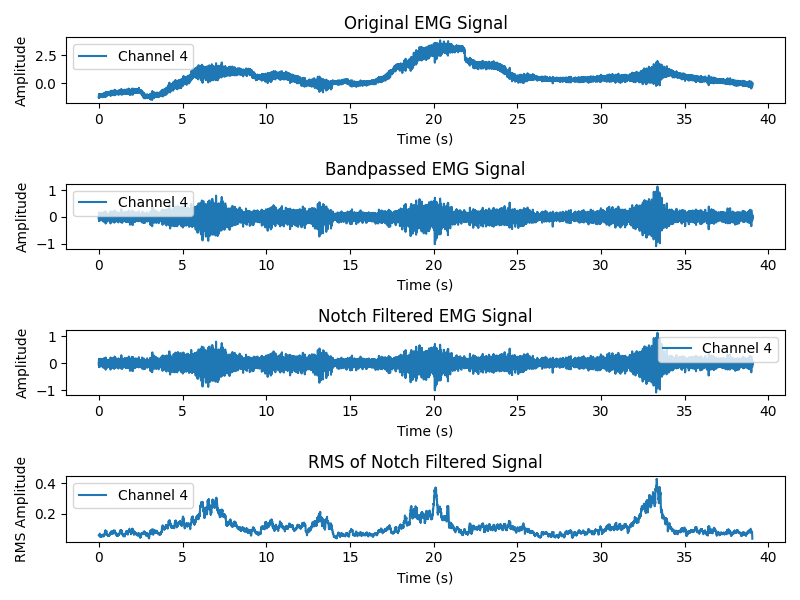 Original EMG Signal
Amplitude
2.5
0.0
Channel 4
0 5 10 15 20 25 30 35 40
Time (s)
Bandpassed EMG Signal
Amplitude
1
0
−1
Channel 4
0 5 10 15 20 25 30 35 40
Time (s)
Notch Filtered EMG Signal
Amplitude
1
0
−1
Channel 4
0 5 10 15 20 25 30 35 40
Time (s)
RMS of Notch Filtered Signal
RMS Amplitude
0.4
0.2
Channel 4
0 5 10 15 20 25 30 35 40
Time (s)